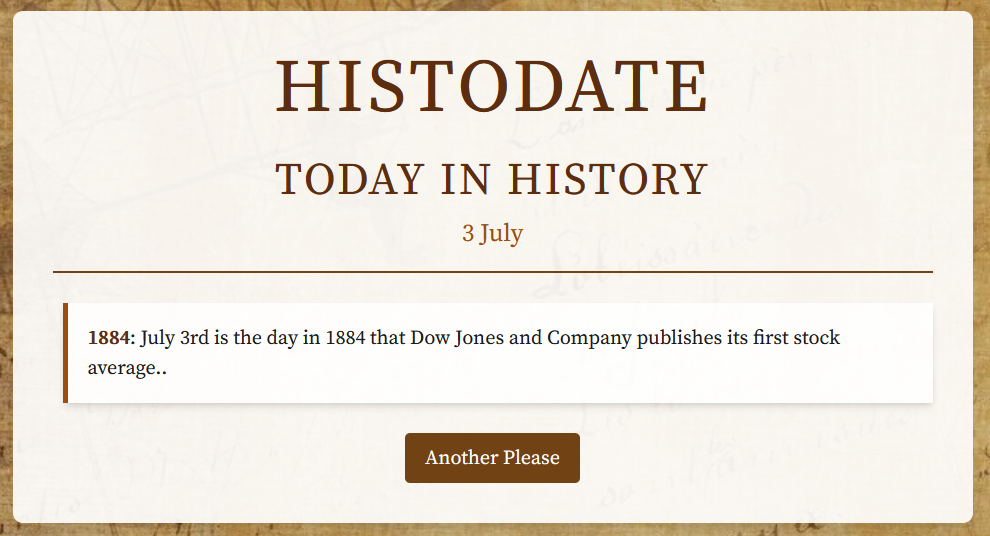 HISTODATE
TODAY IN HISTORY
3 July
1884: July 3rd is the day in 1884 that Dow Jones and Company publishes its first stock
average..
Another Please